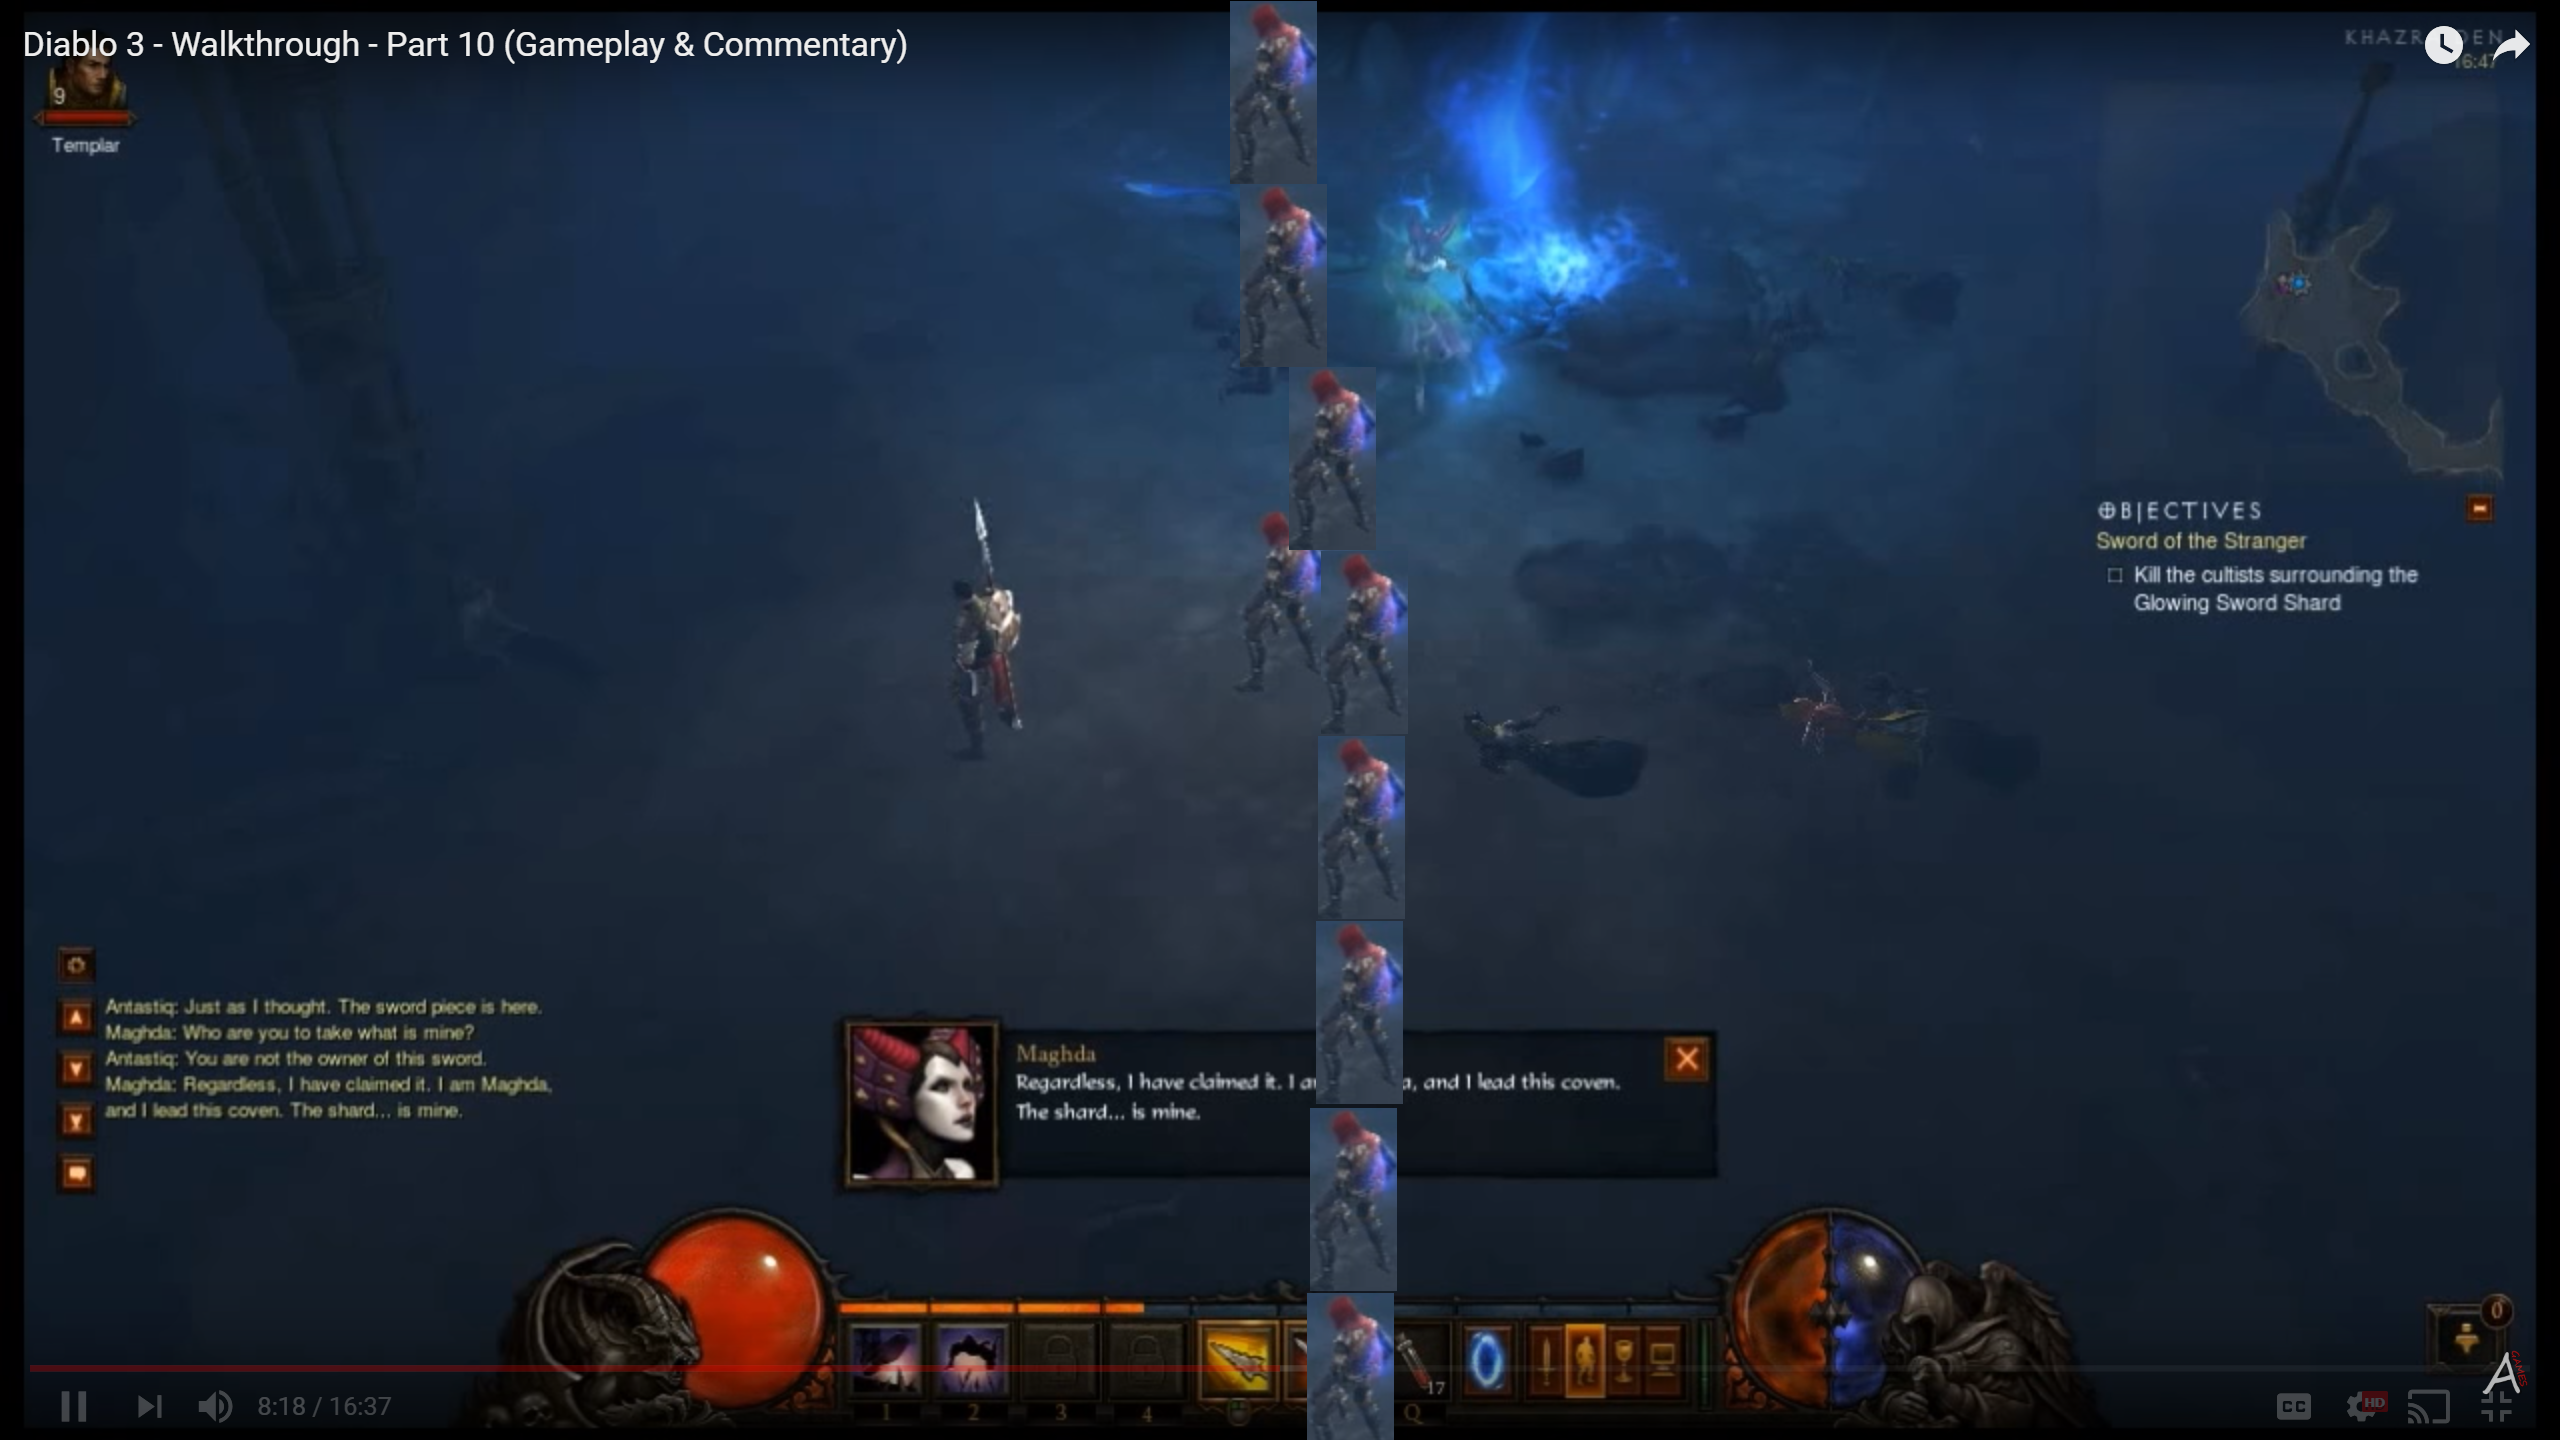 Diablo 3 - Walkthrough - Part 10 (Gameplay & Commentary)
9
Templar
OBJECTIVES
Sword of the Stranger
Kill the cultists surrounding the
Glowing Sword Shard
Antastiq: Just as I thought. The sword piece is here.
Maghda: Who are you to take what is mine?
Antastiq: You are not the owner of this sword.
Maghda: Regardless, I have claimed it. I am Maghda,
and I lead this coven. The shard... is mine.
Maghda
Regardless, I have claimed it. I a a, and I lead this coven.
The shard... is mine.
0
17
1 2 3 4 Q
8:18 / 16:37
CC
HD
A GAMES